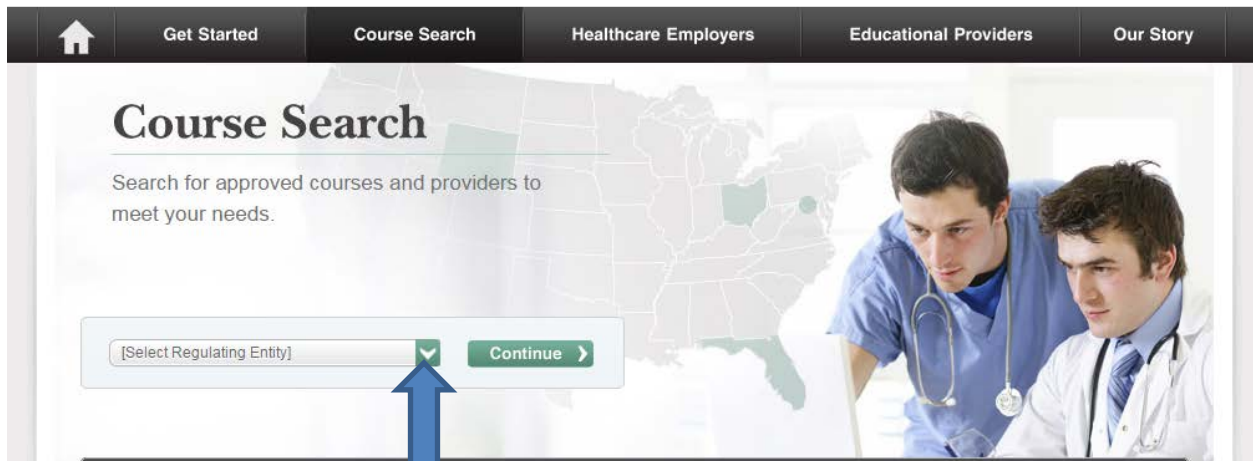 Get Started
Course Search
Healthcare Employers
Educational Providers
Our Story
Course Search
Search for approved courses and providers to
meet your needs.
[Select Regulating Entity]
Continue